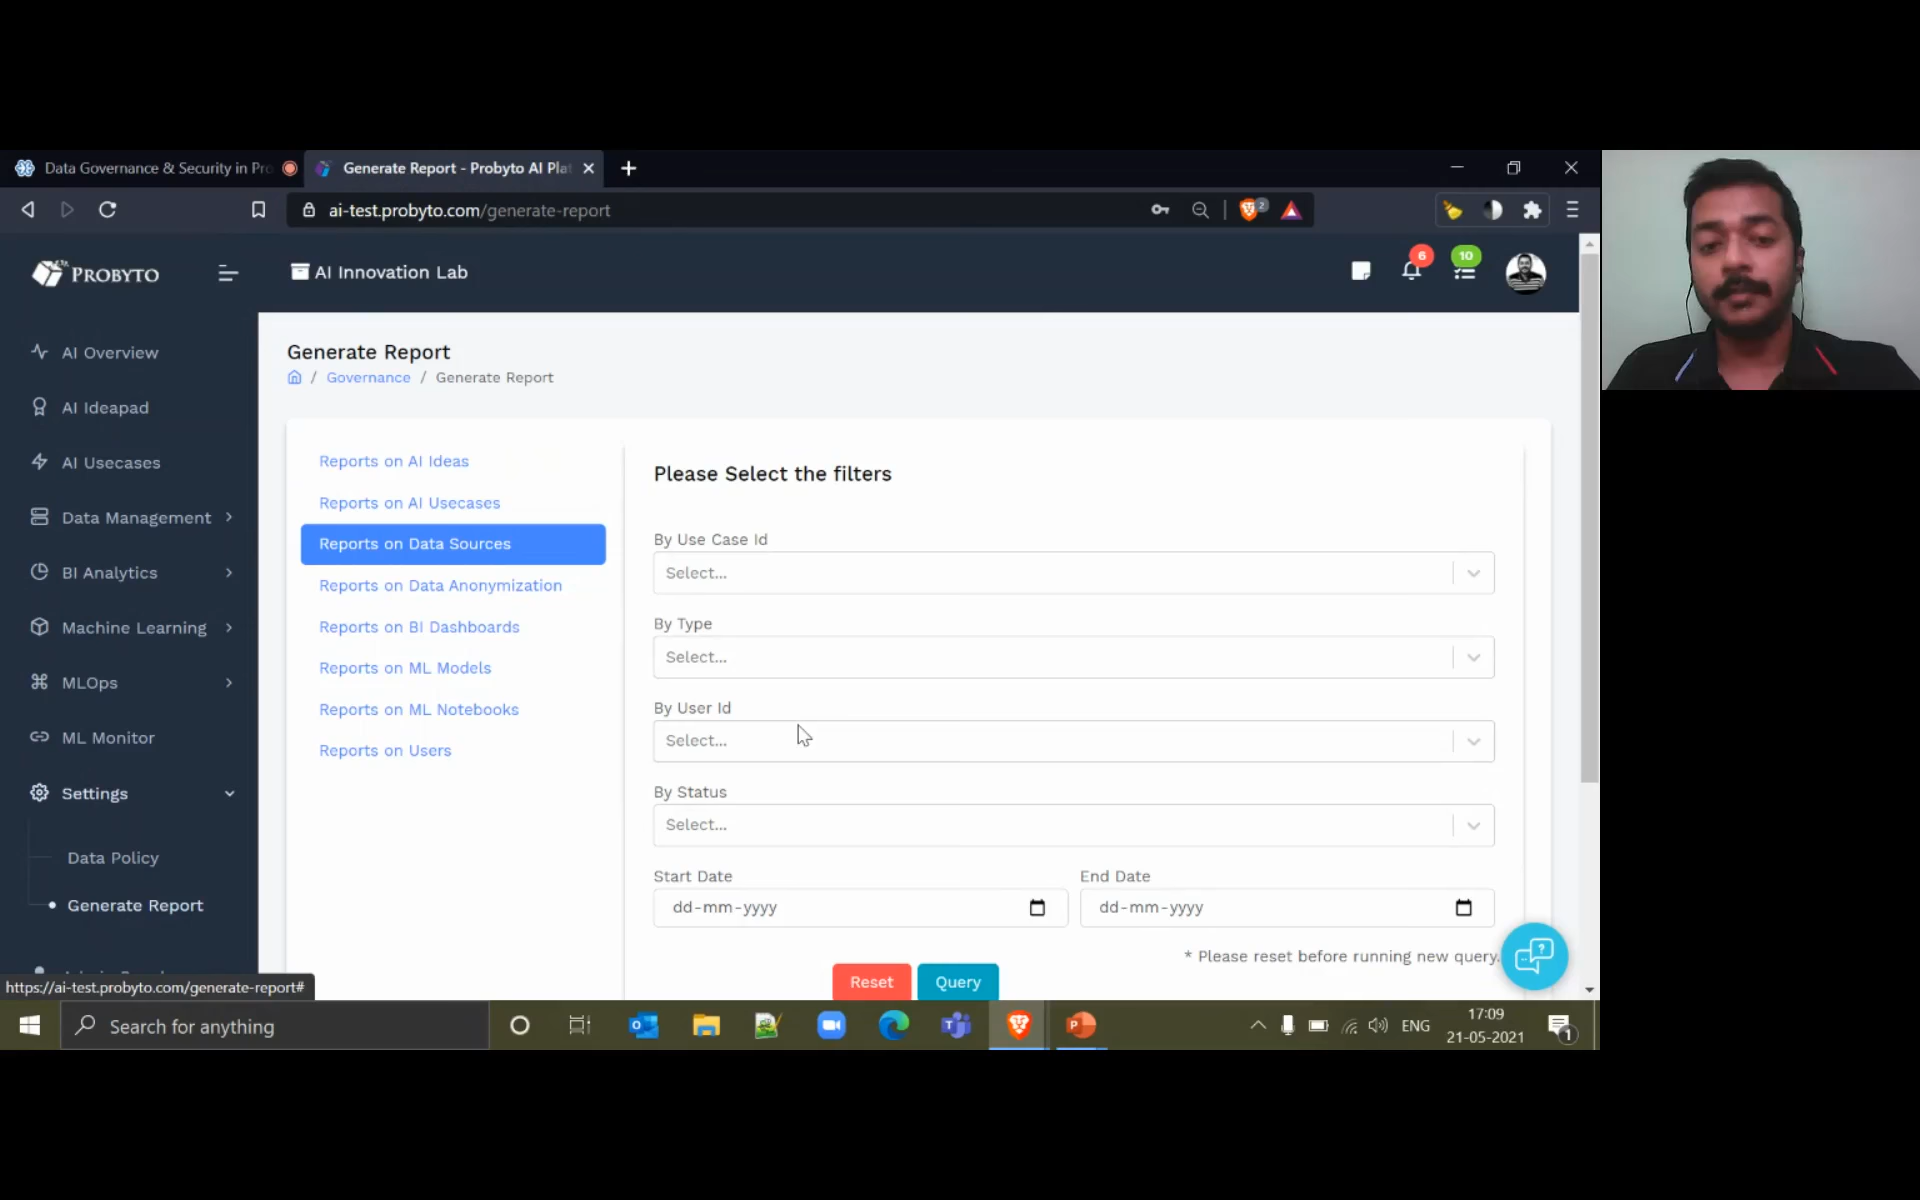 Data Governance & Security in Pro
Generate Report - Probyto AI Plat
ai-test.probyto.com/generate-report
2
PROBYTO
AI Innovation Lab
6
10
AI Overview
AI Ideapad
AI Usecases
Data Management
BI Analytics
Machine Learning
MLOps
ML Monitor
Settings
Data Policy
Generate Report
https://ai-test.probyto.com/generate-report#
Generate Report
/ Governance / Generate Report
Reports on AI Ideas
Reports on AI Usecases
Reports on Data Sources
Reports on Data Anonymization
Reports on BI Dashboards
Reports on ML Models
Reports on ML Notebooks
Reports on Users
Please Select the filters
By Use Case Id
Select...
By Type
Select...
By User Id
Select...
By Status
Select...
Start Date
End Date
dd-mm-yyyy
dd-mm-yyyy
* Please reset before running new query.
Reset
Query
Search for anything
ENG
17:09
21-05-2021
1